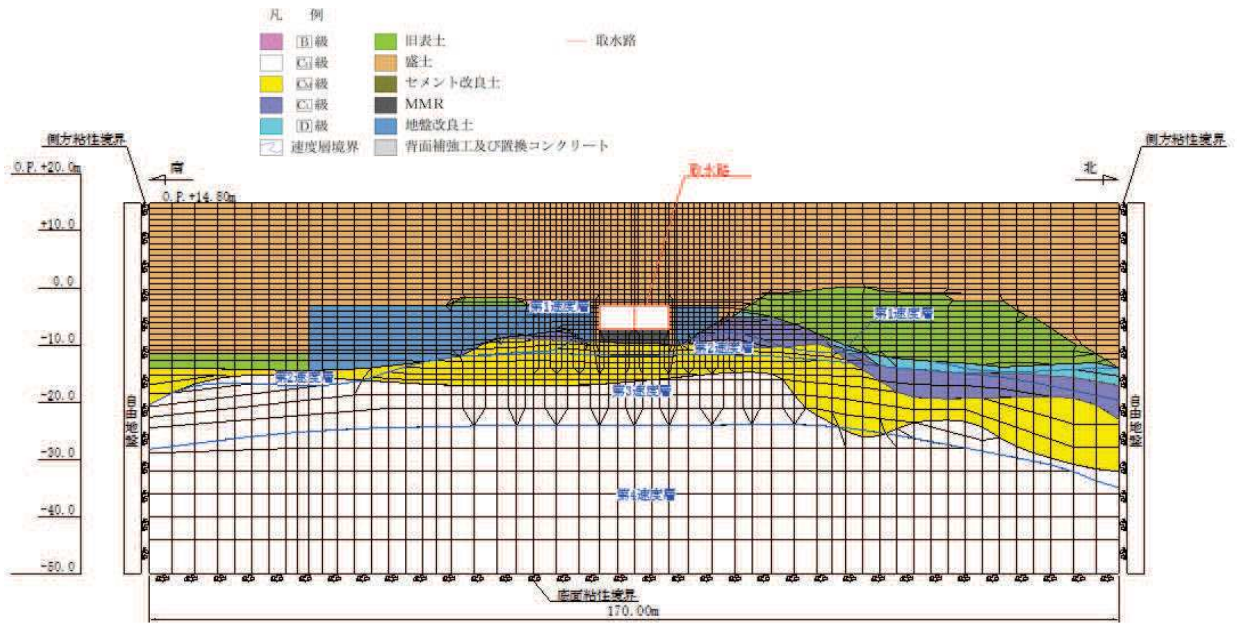 凡 例
B級 旧表土 取水路
CH級 盛土
CM級 セメント改良土
CL級 MMR
D級 地盤改良土
速度層境界 背面補強工及び置換コンクリート
側方粘性境界 側方粘性境界
取水路
O.P.+20.0m 南 北
O.P.+14.80m
+10.0
0.0
第1速度層 第1速度層
-10.0
第2速度層
第2速度層
第3速度層
-20.0
自由地盤 自由地盤
-30.0
第4速度層
-40.0
-50.0
底面粘性境界
170.00m